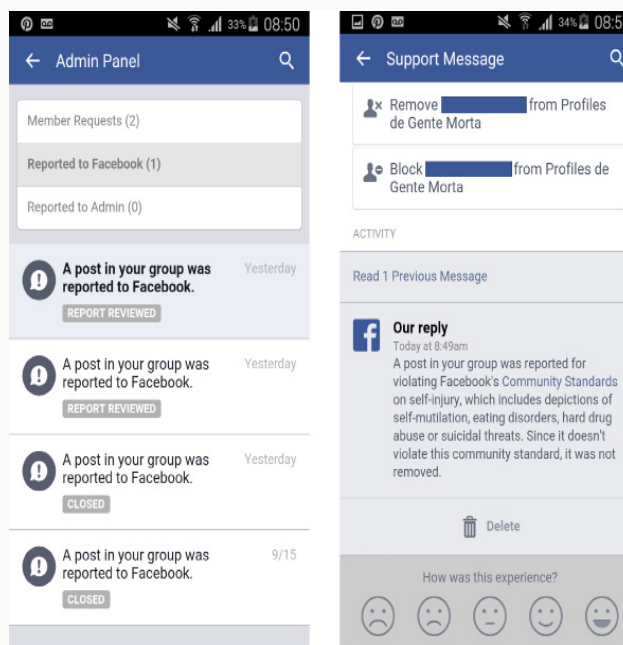 33% 08:50
Admin Panel
Member Requests (2)
Reported to Facebook (1)
Reported to Admin (0)
A post in your group was
reported to Facebook.
Yesterday
REPORT REVIEWED
A post in your group was
reported to Facebook.
Yesterday
REPORT REVIEWED
A post in your group was
reported to Facebook.
Yesterday
CLOSED
A post in your group was
reported to Facebook.
9/15
CLOSED
34% 08:5
Support Message
Remove from Profiles
de Gente Morta
Block from Profiles de
Gente Morta
ACTIVITY
Read 1 Previous Message
Our reply
Today at 8:49am
A post in your group was reported for
violating Facebook's Community Standards
on self-injury, which includes depictions of
self-mutilation, eating disorders, hard drug
abuse or suicidal threats. Since it doesn't
violate this community standard, it was not
removed.
Delete
How was this experience?